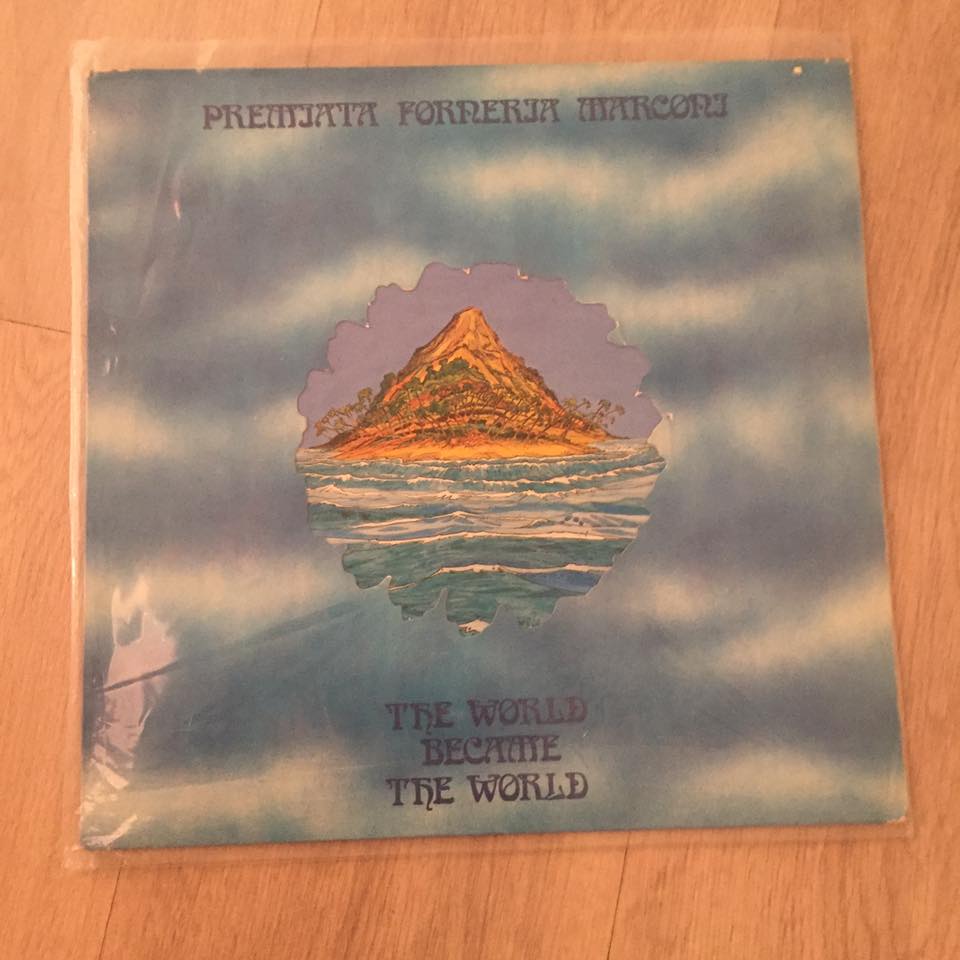 PREMIATA FORNERIA MARCONI
THE WORLD
BECAME
THE WORLD